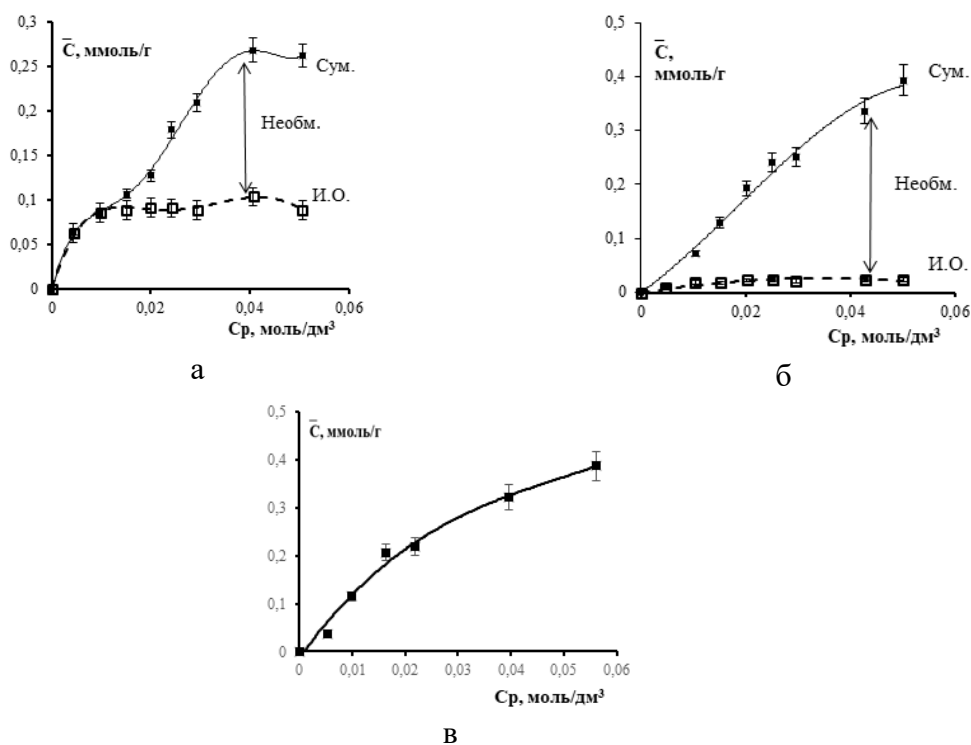 0,3
C̅, ммоль/г
0,25
0,2
0,15
0,1
0,05
0
Сум.
Необм.
И.О.
0
0,02
0,04
0,06
Ср, моль/дм³
а
0,5
C̅,
ммоль/г
0,4
0,3
0,2
0,1
0
Сум.
Необм.
И.О.
0
0,02
0,04
0,06
Ср, моль/дм³
б
0,5
C̅, ммоль/г
0,4
0,3
0,2
0,1
0
0
0,01
0,02
0,03
0,04
0,05
0,06
Ср, моль/дм³
в